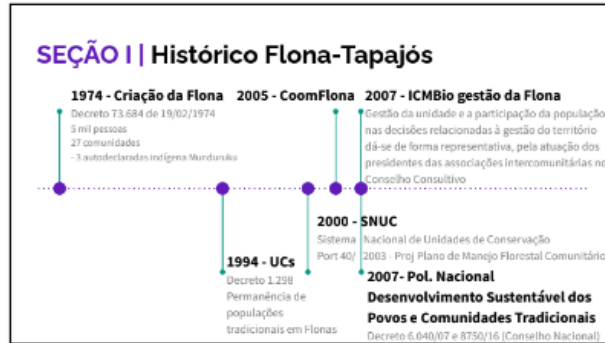 SEÇÃO I | Histórico Flona-Tapajós
1974 - Criação da Flona
Decreto 73.684 de 19/02/1974
5 mil pessoas
27 comunidades
- 3 autodeclaradas indígena Munduruku
2005 - CoomFlona
2007 - ICMBio gestão da Flona
Gestão da unidade e a participação da população
nas decisões relacionadas à gestão do território
dá-se de forma representativa, pela atuação dos
presidentes das associações intercomunitárias no
Conselho Consultivo
1994 - UCs
Decreto 1.298
Permanência de
populações
tradicionais em Flonas
2000 - SNUC
Sistema Nacional de Unidades de Conservação
Port 40/ 2003 - Proj Plano de Manejo Florestal Comunitário
2007- Pol. Nacional
Desenvolvimento Sustentável dos
Povos e Comunidades Tradicionais
Decreto 6.040/07 e 8750/16 (Conselho Nacional)